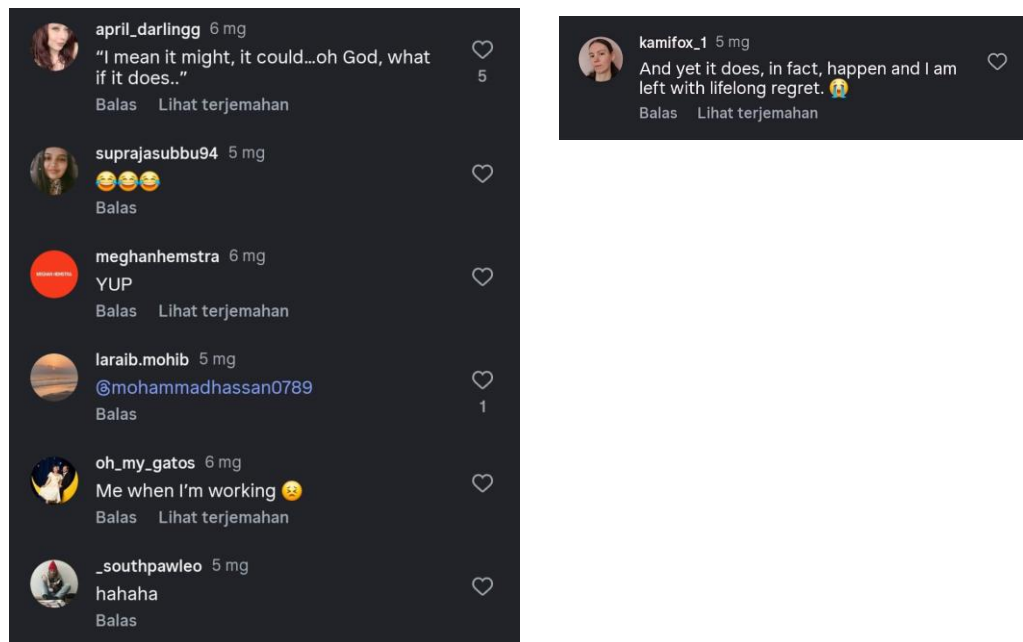 april_darlingg 6 mg
“I mean it might, it could...oh God, what
if it does..”
5
Balas Lihat terjemahan
suprajasubbu94 5 mg
😂😂😂
Balas
meghanhemstra 6 mg
YUP
Balas Lihat terjemahan
laraib.mohib 5 mg
@mohammadhassan0789
1
Balas
oh_my_gatos 6 mg
Me when I’m working 😣
Balas Lihat terjemahan
_southpawleo 5 mg
hahaha
Balas
kamifox_1 5 mg
And yet it does, in fact, happen and I am
left with lifelong regret. 😭
Balas Lihat terjemahan